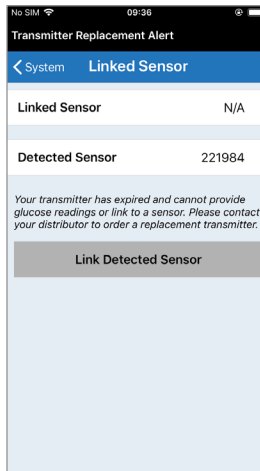 No SIM 09:36
Transmitter Replacement Alert
System Linked Sensor
Linked Sensor N/A
Detected Sensor 221984
Your transmitter has expired and cannot provide
glucose readings or link to a sensor. Please contact
your distributor to order a replacement transmitter.
Link Detected Sensor